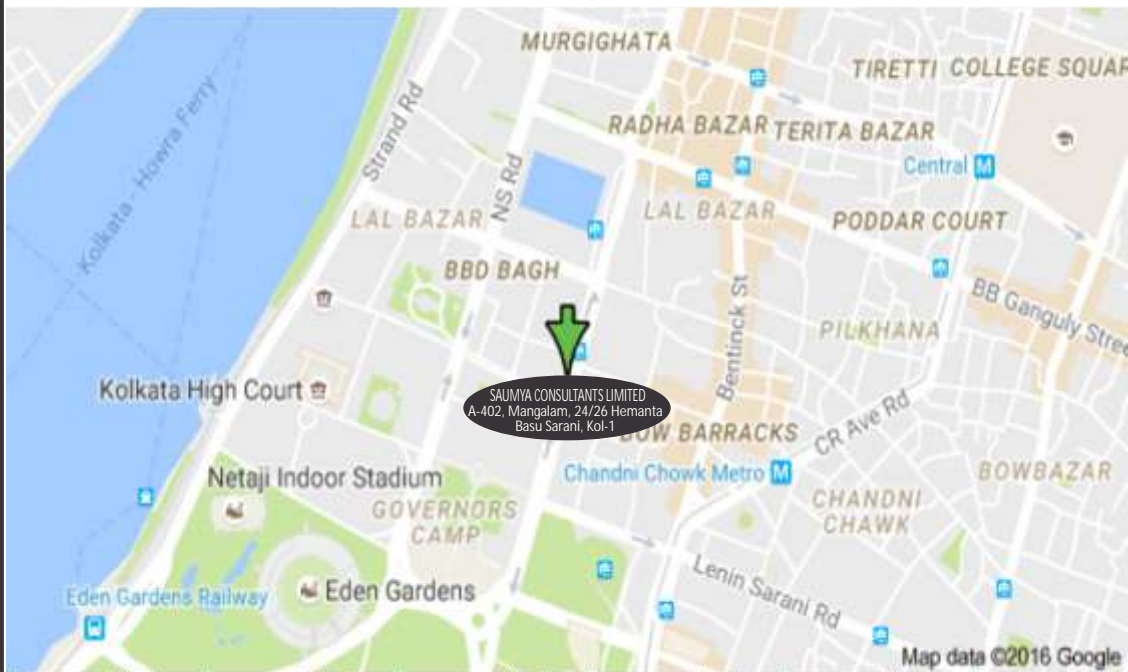 MURGIGHATA
TIRETTI COLLEGE SQUAR
Strand Rd
Kolkata - Howra Ferry
RADHA BAZAR
TERITA BAZAR
Central M
NS Rd
LAL BAZAR
LAL BAZAR
PODDAR COURT
BBD BAGH
BB Ganguly Stree
Bentinck St
PILKHANA
Kolkata High Court
SAUMYA CONSULTANTS LIMITED
A-402, Mangalam, 24/26 Hemanta
Basu Sarani, Kol-1
BOW BARRACKS
CR Ave Rd
Netaji Indoor Stadium
Chandni Chowk Metro M
BOWBAZAR
GOVERNORS
CAMP
CHANDNI
CHAWK
Lenin Sarani Rd
Eden Gardens Railway
Eden Gardens
Map data ©2016 Google